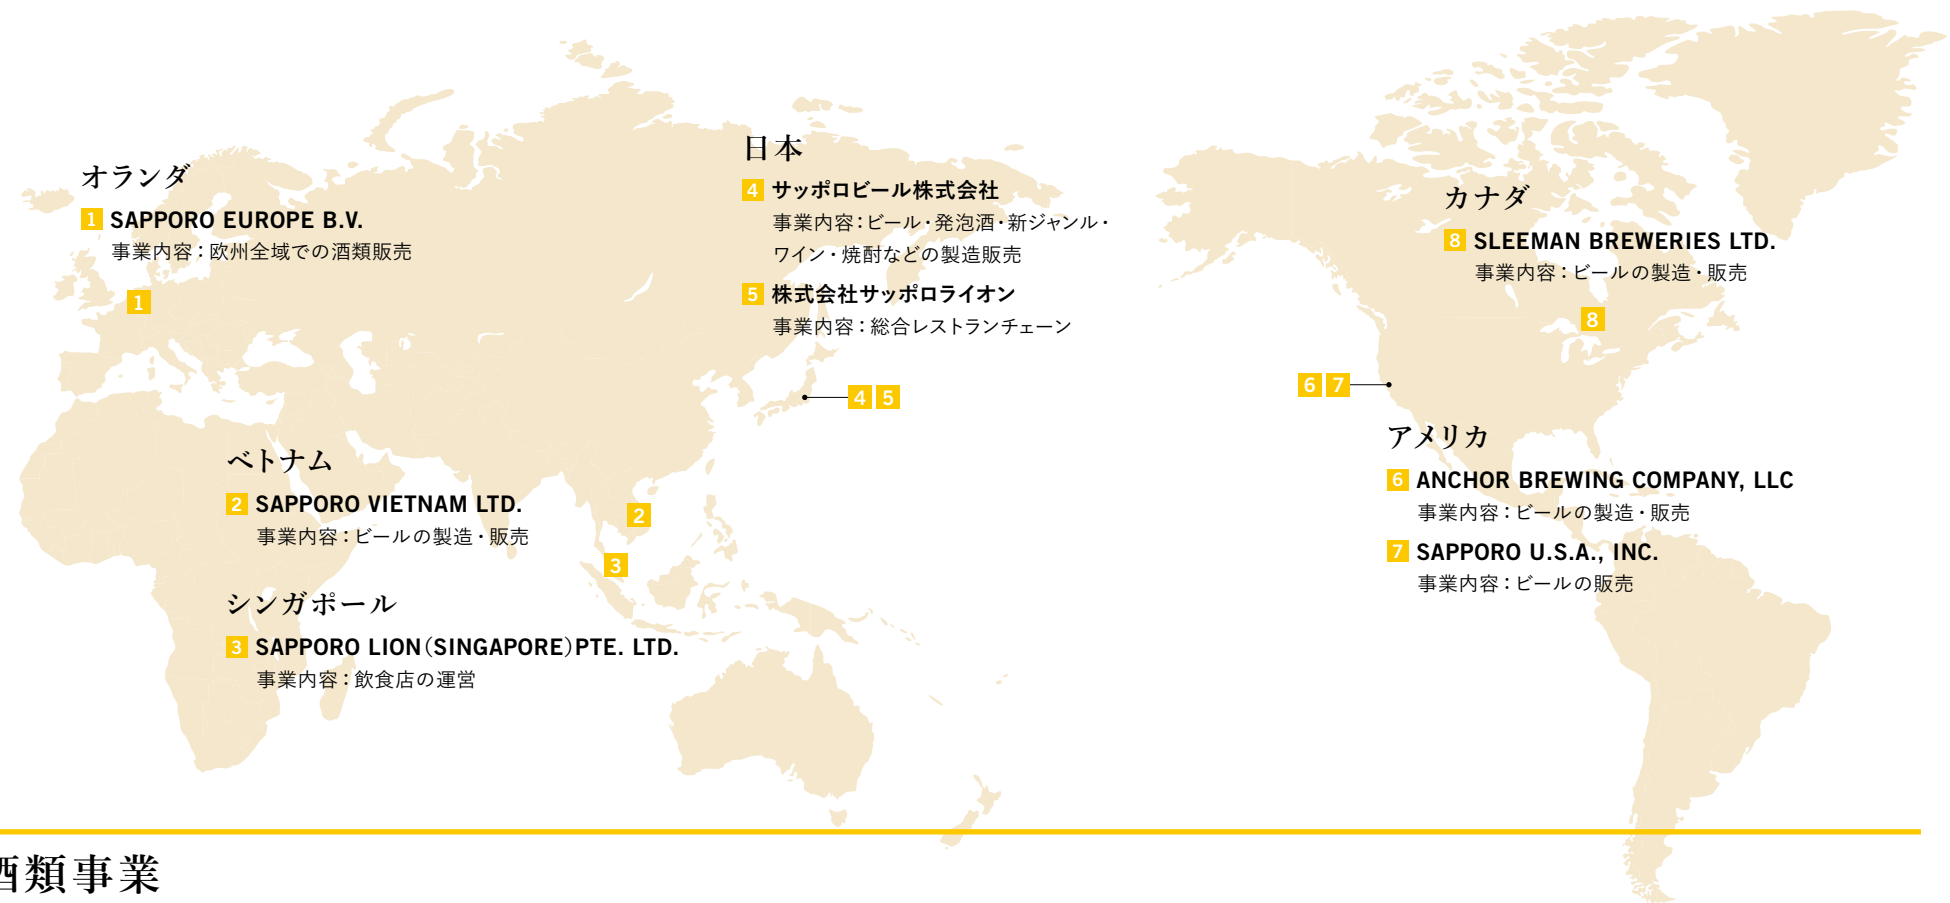 オランダ
1 SAPPORO EUROPE B.V.
事業内容：欧州全域での酒類販売
1
ベトナム
2 SAPPORO VIETNAM LTD.
事業内容：ビールの製造・販売
2
3
シンガポール
3 SAPPORO LION（SINGAPORE）PTE. LTD.
事業内容：飲食店の運営
日本
4 サッポロビール株式会社
事業内容：ビール・発泡酒・新ジャンル・
ワイン・焼酎などの製造販売
5 株式会社サッポロライオン
事業内容：総合レストランチェーン
4 5
カナダ
8 SLEEMAN BREWERIES LTD.
事業内容：ビールの製造・販売
8
6 7
アメリカ
6 ANCHOR BREWING COMPANY, LLC
事業内容：ビールの製造・販売
7 SAPPORO U.S.A., INC.
事業内容：ビールの販売
酒類事業